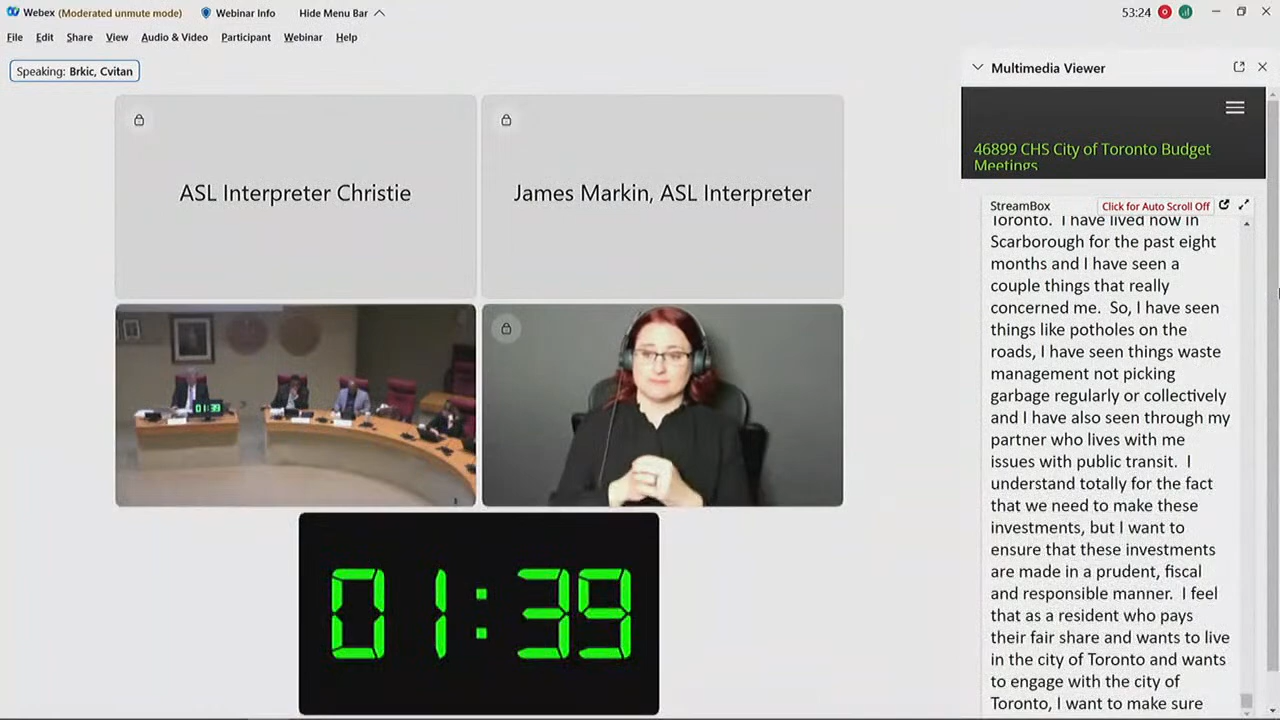 Webex (Moderated unmute mode) Webinar Info Hide Menu Bar 53:24
File Edit Share View Audio & Video Participant Webinar Help
Speaking: Brkic, Cvitan
ASL Interpreter Christie
James Markin, ASL Interpreter
01:39
01:39
Multimedia Viewer
46899 CHS City of Toronto Budget
Meetings
StreamBox Click for Auto Scroll Off
Toronto. I have lived now in
Scarborough for the past eight
months and I have seen a
couple things that really
concerned me. So, I have seen
things like potholes on the
roads, I have seen things waste
management not picking
garbage regularly or collectively
and I have also seen through my
partner who lives with me
issues with public transit. I
understand totally for the fact
that we need to make these
investments, but I want to
ensure that these investments
are made in a prudent, fiscal
and responsible manner. I feel
that as a resident who pays
their fair share and wants to live
in the city of Toronto and wants
to engage with the city of
Toronto, I want to make sure